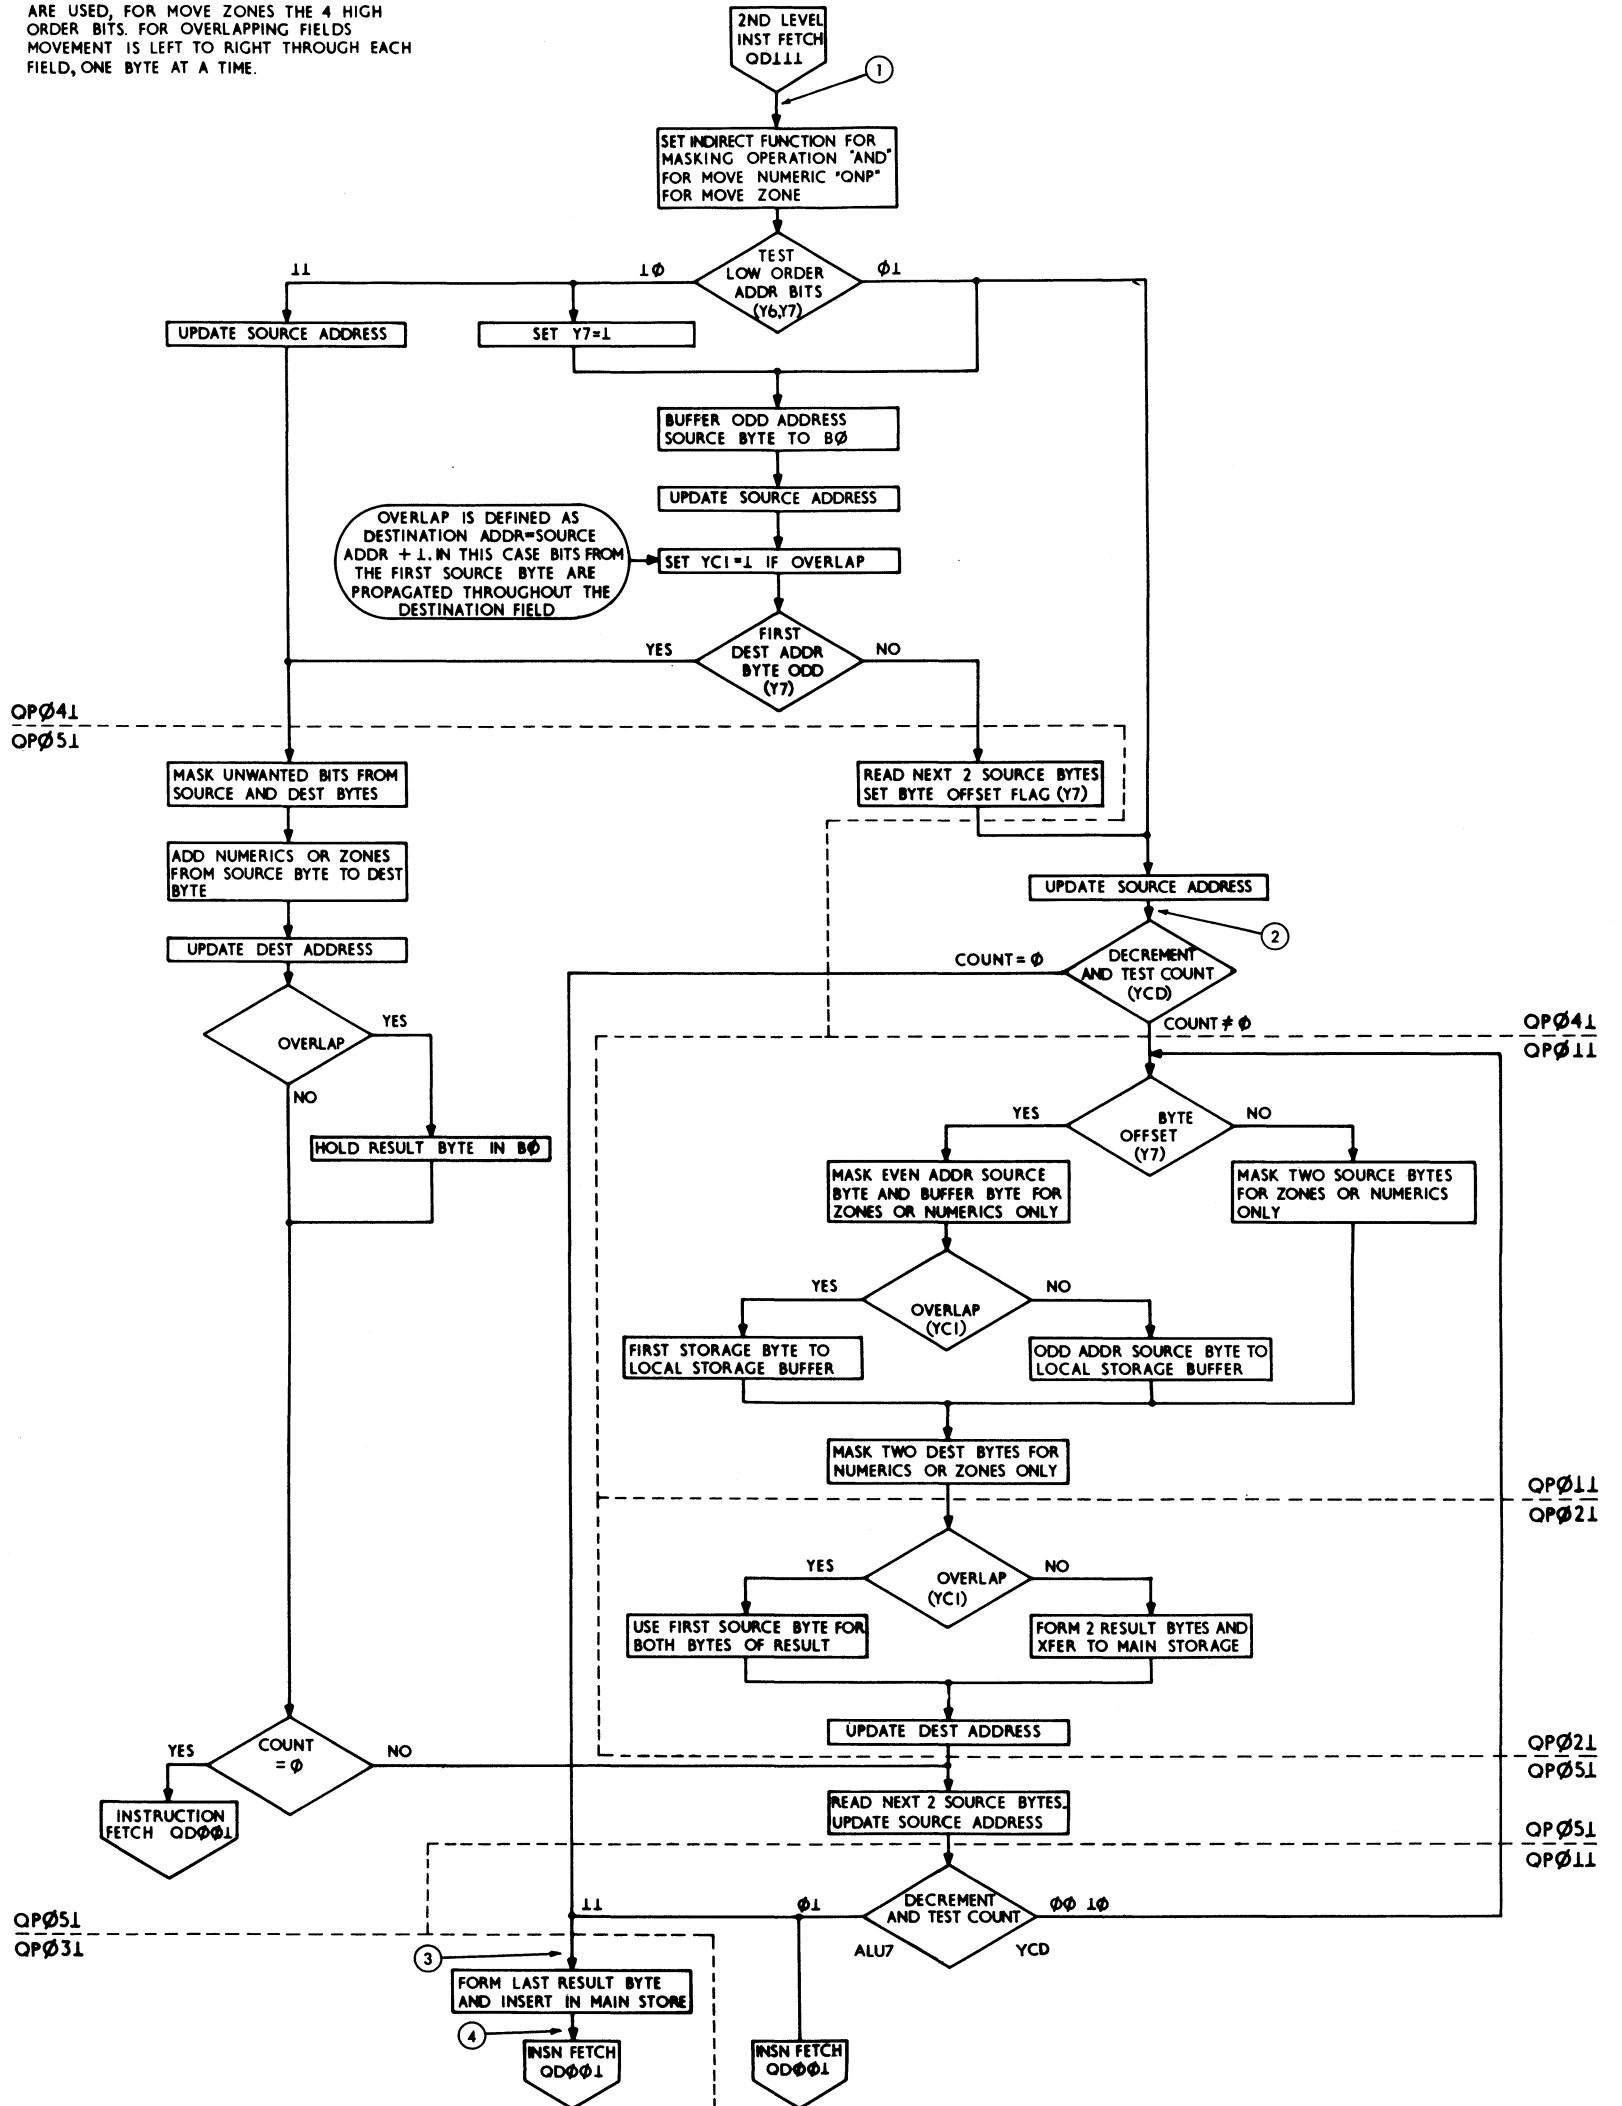 ARE USED, FOR MOVE ZONES THE 4 HIGH
ORDER BITS. FOR OVERLAPPING FIELDS
MOVEMENT IS LEFT TO RIGHT THROUGH EACH
FIELD, ONE BYTE AT A TIME.
2ND LEVEL
INST FETCH
QD111
1
SET INDIRECT FUNCTION FOR
MASKING OPERATION "AND"
FOR MOVE NUMERIC "ONP"
FOR MOVE ZONE
TEST
LOW ORDER
ADDR BITS
(Y6,Y7)
11
1Ø
Ø1
UPDATE SOURCE ADDRESS
SET Y7=1
BUFFER ODD ADDRESS
SOURCE BYTE TO BØ
UPDATE SOURCE ADDRESS
OVERLAP IS DEFINED AS
DESTINATION ADDR=SOURCE
ADDR + 1. IN THIS CASE BITS FROM
THE FIRST SOURCE BYTE ARE
PROPAGATED THROUGHOUT THE
DESTINATION FIELD
SET YCI=1 IF OVERLAP
FIRST
DEST ADDR
BYTE ODD
(Y7)
YES
NO
QPØ41
QPØ51
MASK UNWANTED BITS FROM
SOURCE AND DEST BYTES
READ NEXT 2 SOURCE BYTES
SET BYTE OFFSET FLAG (Y7)
ADD NUMERICS OR ZONES
FROM SOURCE BYTE TO DEST
BYTE
UPDATE SOURCE ADDRESS
2
UPDATE DEST ADDRESS
COUNT = Ø
DECREMENT
AND TEST COUNT
(YCD)
COUNT ≠ Ø
OVERLAP
YES
NO
QPØ41
QPØ11
HOLD RESULT BYTE IN BØ
YES
BYTE
OFFSET
(Y7)
NO
MASK EVEN ADDR SOURCE
BYTE AND BUFFER BYTE FOR
ZONES OR NUMERICS ONLY
MASK TWO SOURCE BYTES
FOR ZONES OR NUMERICS
ONLY
YES
OVERLAP
(YCI)
NO
FIRST STORAGE BYTE TO
LOCAL STORAGE BUFFER
ODD ADDR SOURCE BYTE TO
LOCAL STORAGE BUFFER
MASK TWO DEST BYTES FOR
NUMERICS OR ZONES ONLY
QPØ11
QPØ21
YES
OVERLAP
(YCI)
NO
USE FIRST SOURCE BYTE FOR
BOTH BYTES OF RESULT
FORM 2 RESULT BYTES AND
XFER TO MAIN STORAGE
UPDATE DEST ADDRESS
QPØ21
QPØ51
YES
COUNT
= Ø
NO
INSTRUCTION
FETCH QDØØ1
READ NEXT 2 SOURCE BYTES
UPDATE SOURCE ADDRESS
QPØ51
QPØ11
11
Ø1
DECREMENT
AND TEST COUNT
ØØ 1Ø
ALU7
YCD
QPØ51
QPØ31
3
FORM LAST RESULT BYTE
AND INSERT IN MAIN STORE
4
INSN FETCH
QDØØ1
INSN FETCH
QDØØ1